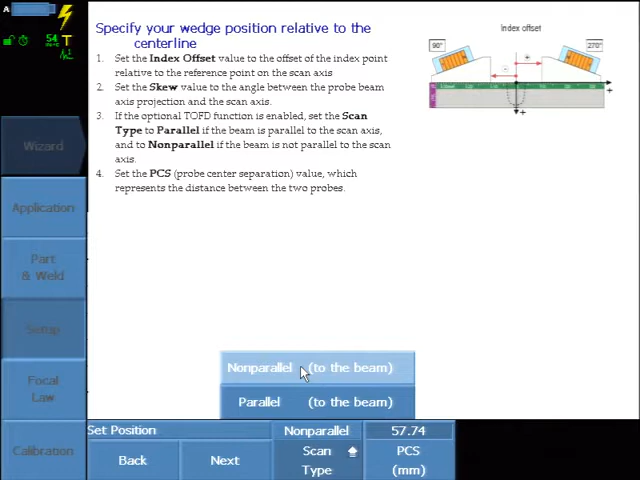 A
54
T
Wizard
Application
Part
& Weld
Setup
Focal
Law
Calibration
Specify your wedge position relative to the
centerline
1. Set the Index Offset value to the offset of the index point
relative to the reference point on the scan axis
2. Set the Skew value to the angle between the probe beam
axis projection and the scan axis.
3. If the optional TOFD function is enabled, set the Scan
Type to Parallel if the beam is parallel to the scan axis,
and to Nonparallel if the beam is not parallel to the scan
axis.
4. Set the PCS (probe center separation) value, which
represents the distance between the two probes.
Index offset
90°
270°
- +
+
+
Nonparallel (to the beam)
Parallel (to the beam)
Set Position
Nonparallel
57.74
Back
Next
Scan
Type
PCS
(mm)